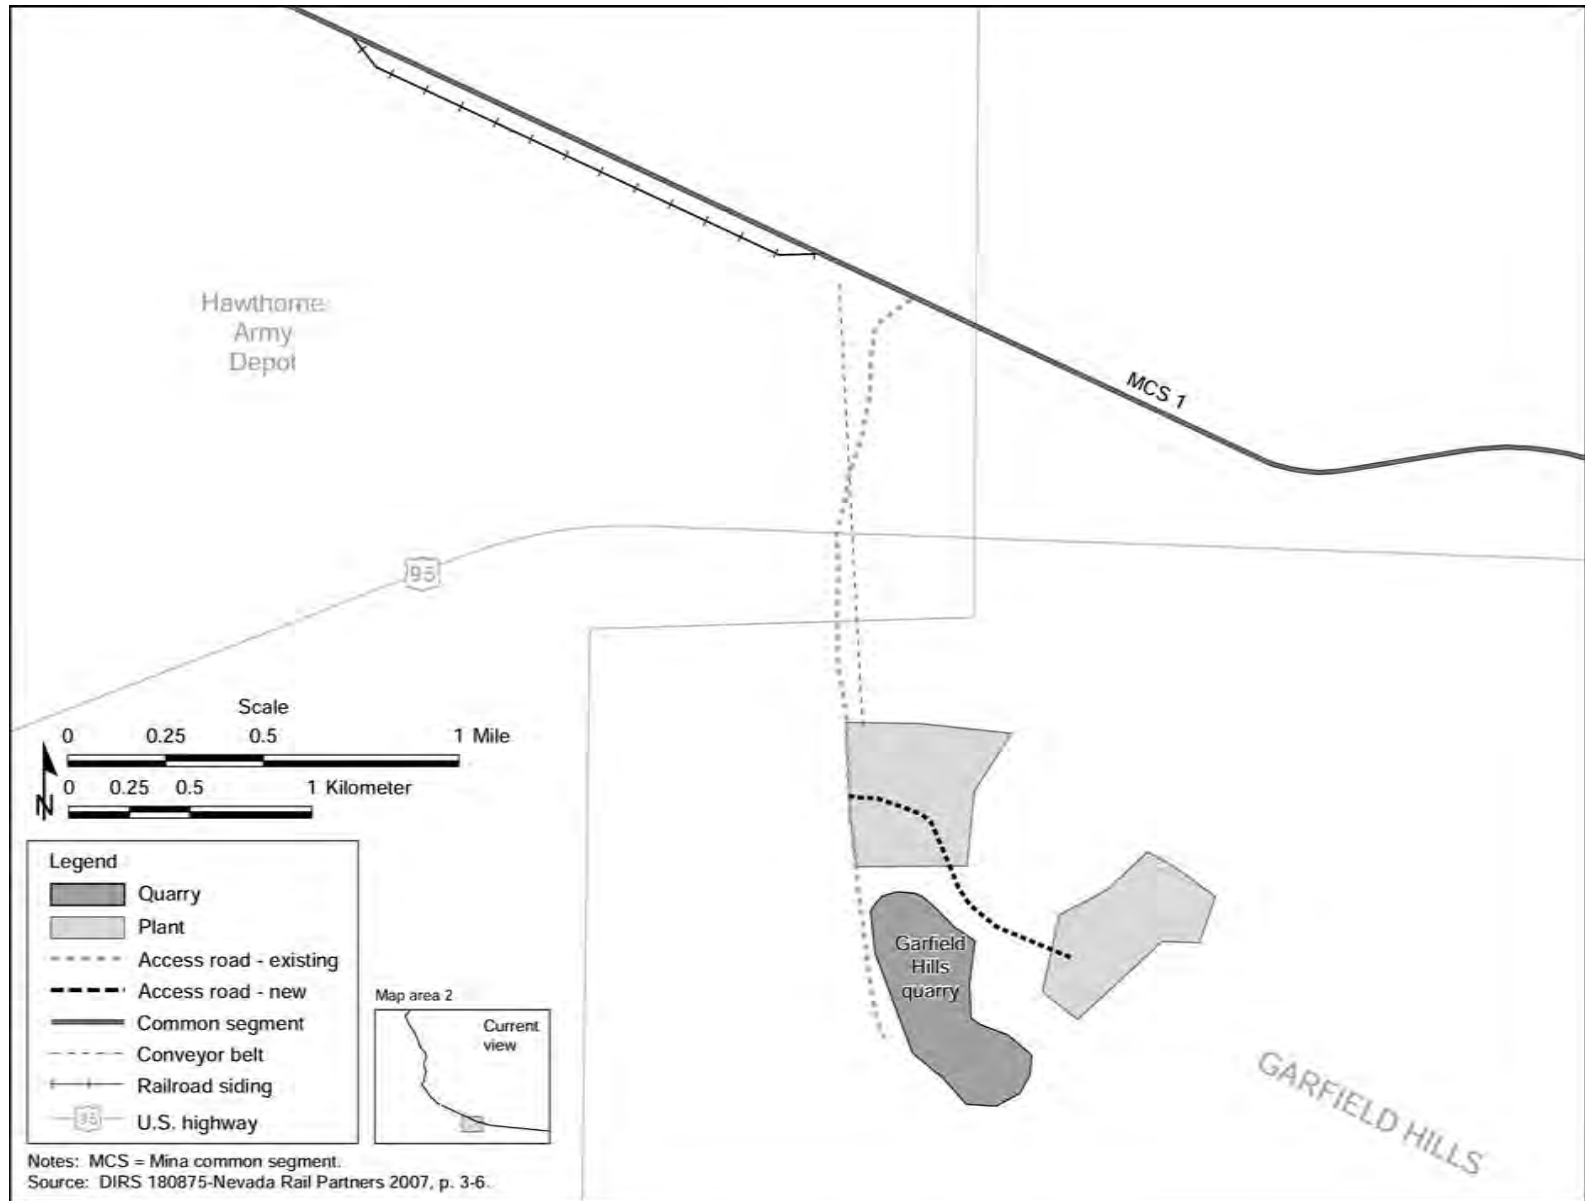 MCS 1
Hawthorne
Army
Depot
95
Scale
0 0.25 0.5 1 Mile
0 0.25 0.5 1 Kilometer
N
Legend
Quarry
Plant
Access road - existing
Access road - new
Common segment
Conveyor belt
Railroad siding
95 U.S. highway
Map area 2
Current
view
Garfield
Hills
quarry
GARFIELD HILLS
Notes: MCS = Mina common segment.
Source: DIRS 180875-Nevada Rail Partners 2007, p. 3-6.